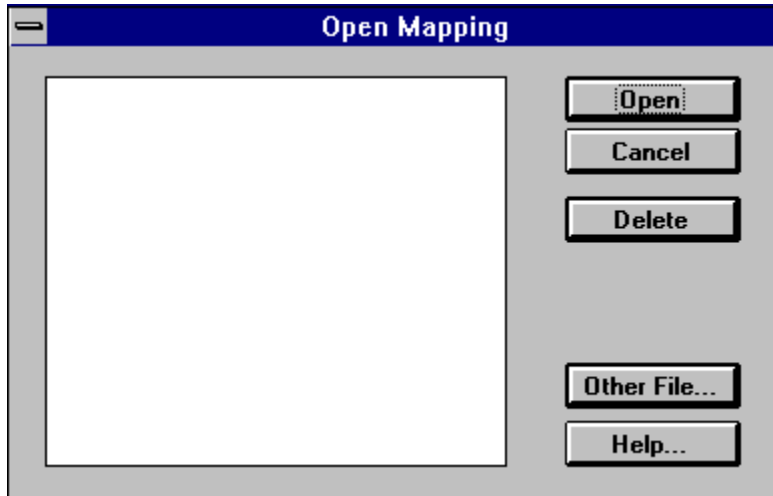 Open Mapping
Open
Cancel
Delete
Other File...
Help...